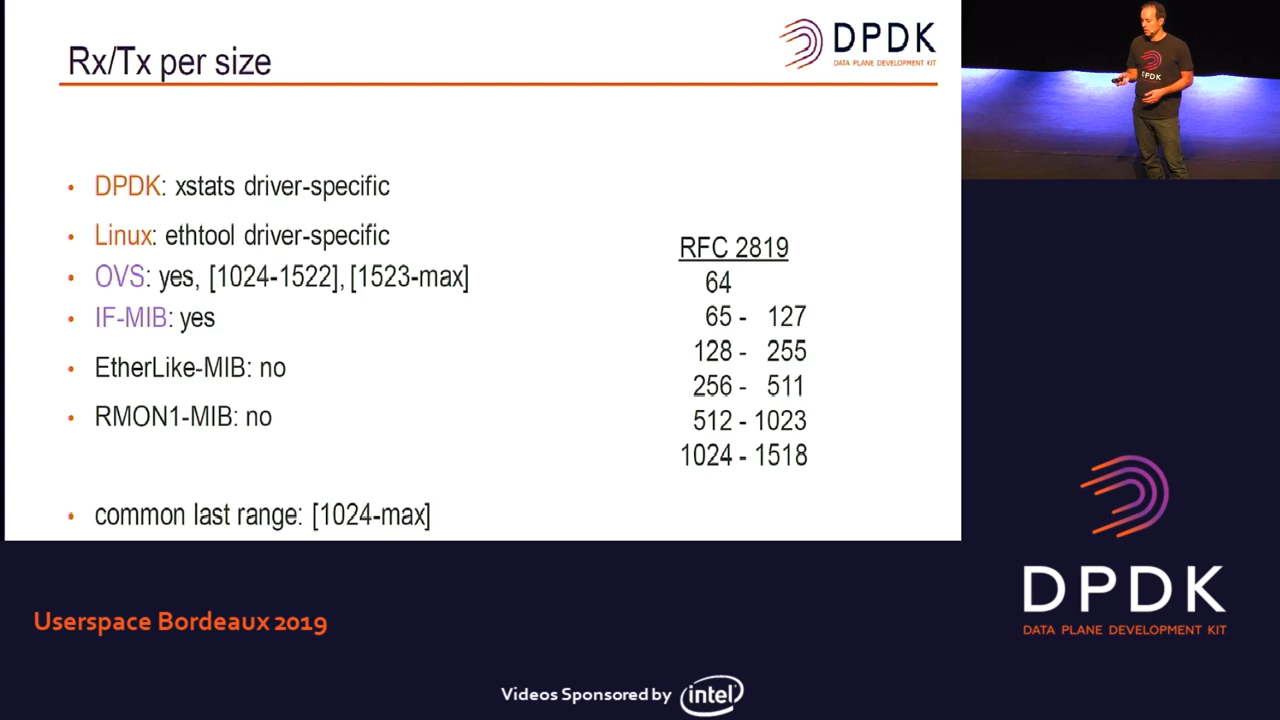 Rx/Tx per size
DPDK
DATA PLANE DEVELOPMENT KIT
• DPDK: xstats driver-specific
• Linux: ethtool driver-specific
• OVS: yes, [1024-1522], [1523-max]
• IF-MIB: yes
• EtherLike-MIB: no
• RMON1-MIB: no
• common last range: [1024-max]
RFC 2819
64
65 - 127
128 - 255
256 - 511
512 - 1023
1024 - 1518
DPDK
DPDK
DATA PLANE DEVELOPMENT KIT
Userspace Bordeaux 2019
Videos Sponsored by intel